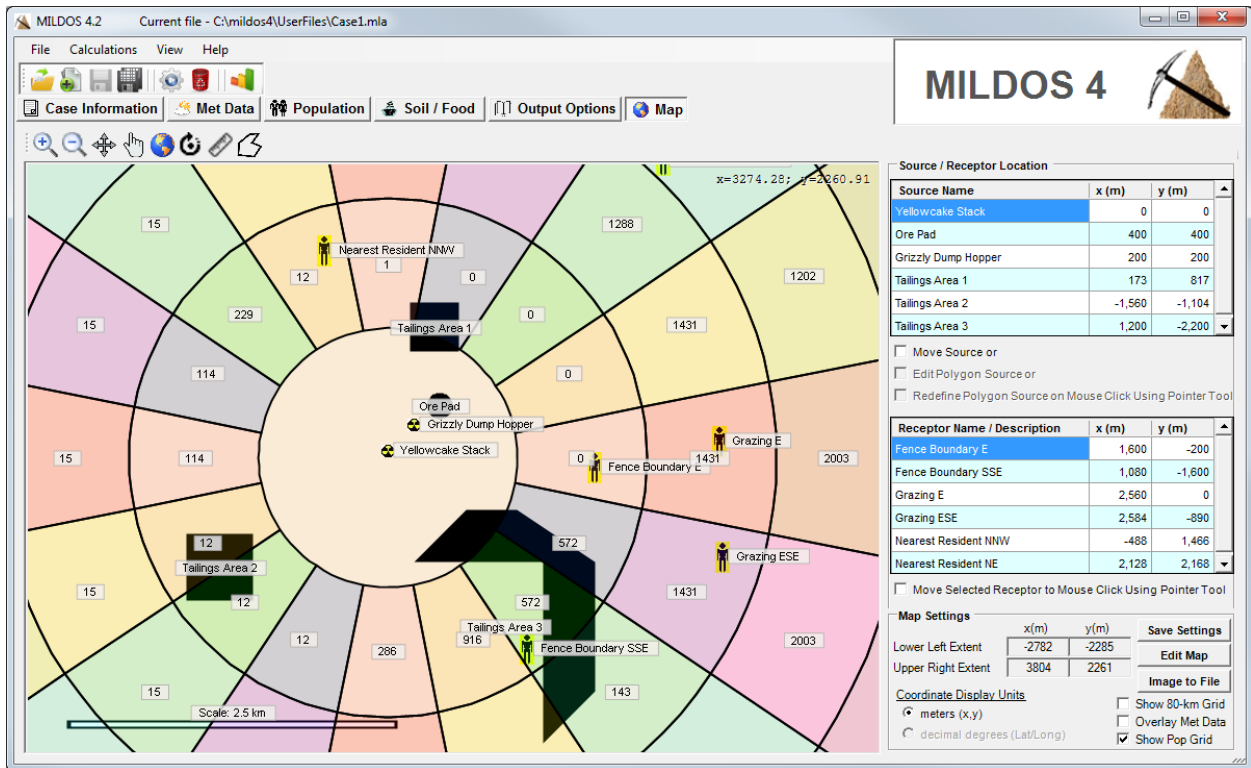 MILDOS 4.2 Current file - C:\mildos4\UserFiles\Case1.mla
File Calculations View Help
MILDOS 4
Case Information Met Data Population Soil / Food Output Options Map
x=3274.28; y=2260.91
15
1288
Nearest Resident NNW
1
12
0
1202
229
0
Tailings Area 1
15
1431
114
0
Ore Pad
Grizzly Dump Hopper
Yellowcake Stack
Grazing E
15
114
0
Fence Boundary E
1431
2003
12
572
Grazing ESE
Tailings Area 2
15
12
572
1431
Tailings Area 3
12
286
916
Fence Boundary SSE
2003
15
143
Scale: 2.5 km
Source / Receptor Location
Source Name x (m) y (m)
Yellowcake Stack 0 0
Ore Pad 400 400
Grizzly Dump Hopper 200 200
Tailings Area 1 173 817
Tailings Area 2 -1,560 -1,104
Tailings Area 3 1,200 -2,200
Move Source or
Edit Polygon Source or
Redefine Polygon Source on Mouse Click Using Pointer Tool
Receptor Name / Description x (m) y (m)
Fence Boundary E 1,600 -200
Fence Boundary SSE 1,080 -1,600
Grazing E 2,560 0
Grazing ESE 2,584 -890
Nearest Resident NNW -488 1,466
Nearest Resident NE 2,128 2,168
Move Selected Receptor to Mouse Click Using Pointer Tool
Map Settings
x(m) y(m)
Lower Left Extent -2782 -2285
Upper Right Extent 3804 2261
Save Settings
Edit Map
Image to File
Coordinate Display Units
meters (x,y)
decimal degrees (Lat/Long)
Show 80-km Grid
Overlay Met Data
Show Pop Grid